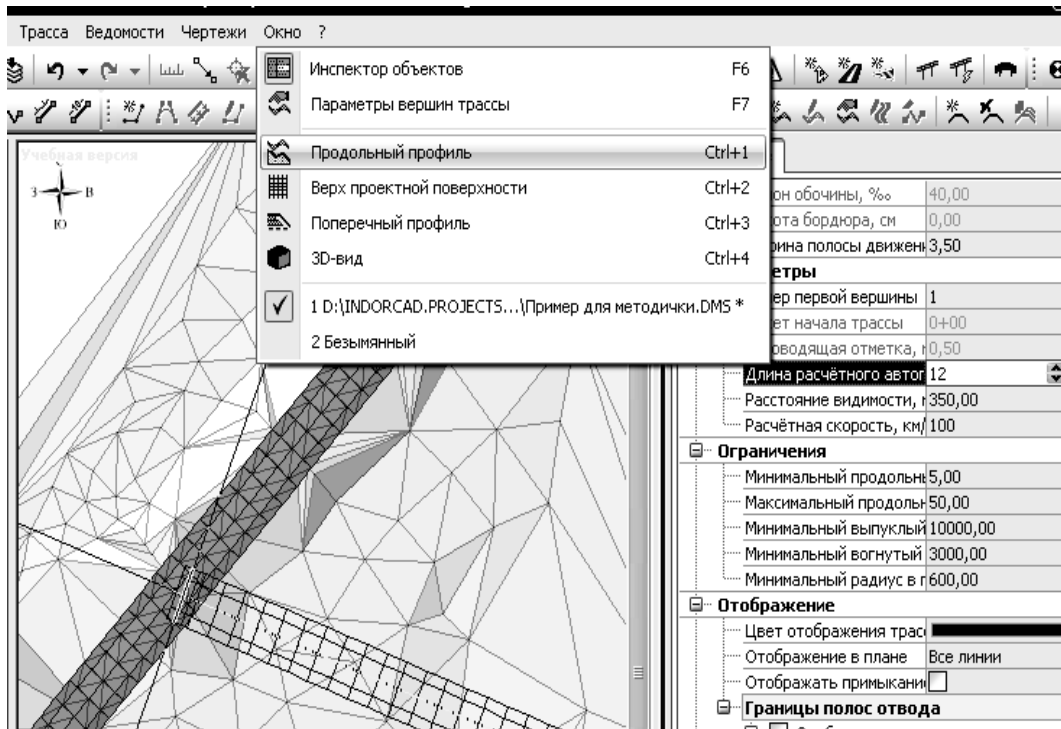 Трасса Ведомости Чертежи Окно ?
Инспектор объектов F6
Параметры вершин трассы F7
Продольный профиль Ctrl+1
Верх проектной поверхности Ctrl+2
Поперечный профиль Ctrl+3
3D-вид Ctrl+4
1 D:\INDORCAD.PROJECTS...\Пример для методички.DMS *
2 Безымянный
Учебная версия
З В
Ю
он обочины, ‰ 40,00
ота бордюра, см 0,00
рина полосы движен 3,50
етры
ер первой вершины 1
ет начала трассы 0+00
оводящая отметка, 0,50
Длина расчётного автог 12
Расстояние видимости, 350,00
Расчётная скорость, км/ 100
Ограничения
Минимальный продольн 5,00
Максимальный продольн 50,00
Минимальный выпуклый 10000,00
Минимальный вогнутый 3000,00
Минимальный радиус в г 600,00
Отображение
Цвет отображения трас
Отображение в плане Все линии
Отображать примыкани
Границы полос отвода